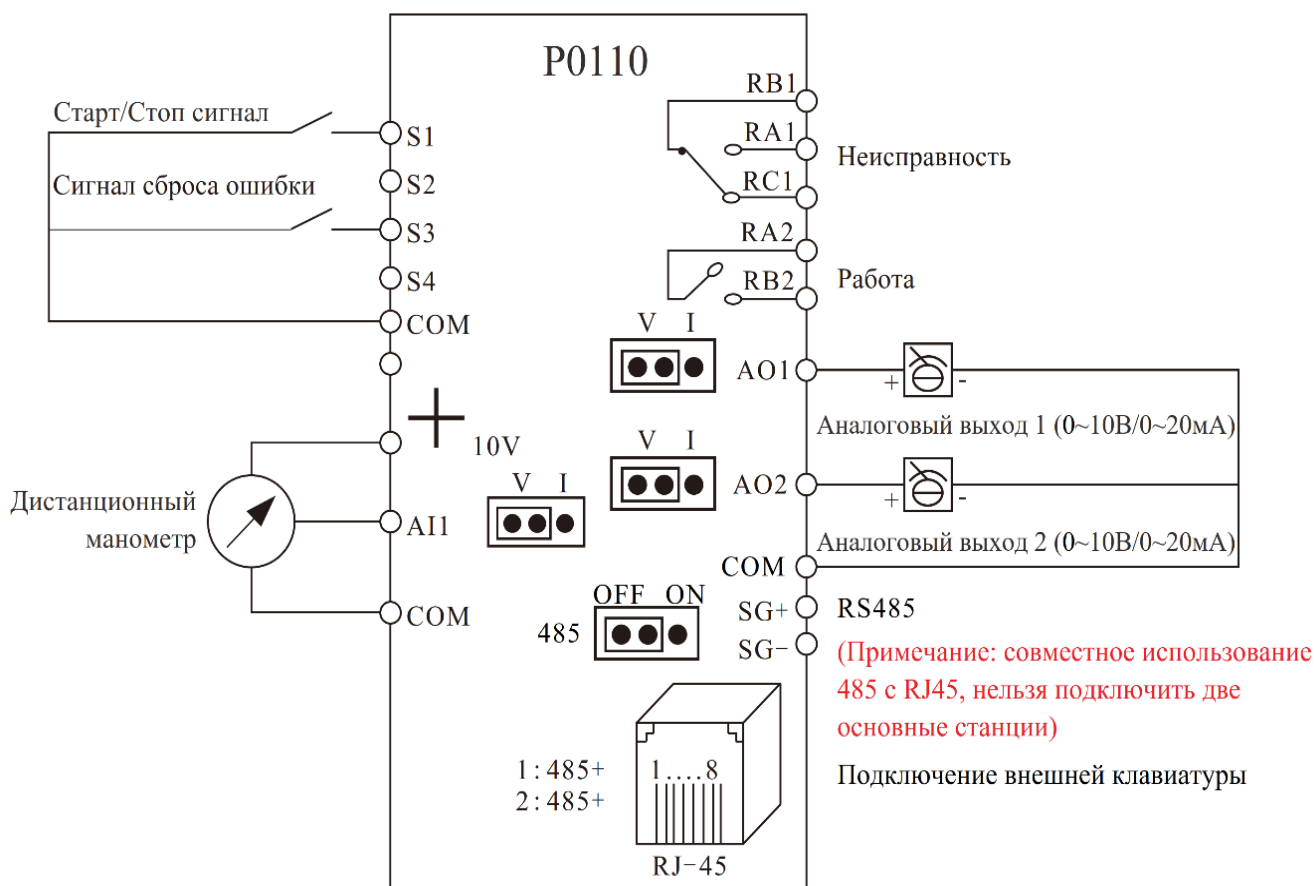 P0110
Старт/Стоп сигнал
S1
Сигнал сброса ошибки
S2
S3
S4
COM
+
10V
V I
Дистанционный
манометр
AI1
COM
RB1
RA1
Неисправность
RC1
RA2
Работа
RB2
V I
AO1
+ -
Аналоговый выход 1 (0~10В/0~20мА)
V I
AO2
+ -
Аналоговый выход 2 (0~10В/0~20мА)
COM
OFF ON
485
SG+
RS485
SG-
(Примечание: совместное использование
485 с RJ45, нельзя подключить две
основные станции)
Подключение внешней клавиатуры
1:485+
2:485+
1....8
RJ-45